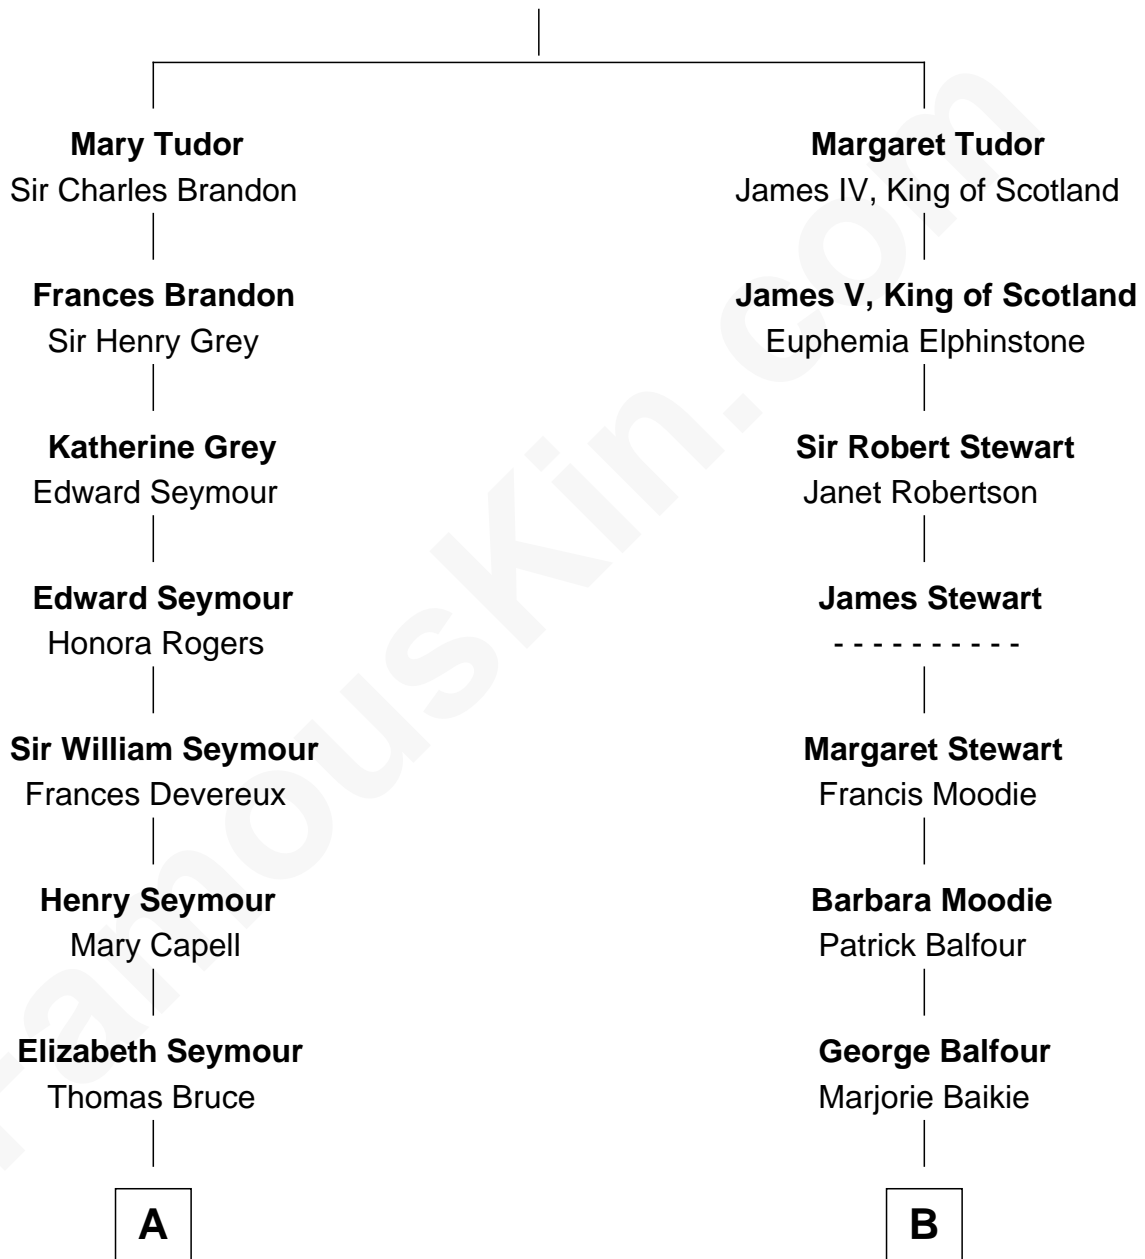 Mary Tudor
Sir Charles Brandon
Margaret Tudor
James IV, King of Scotland
Frances Brandon
Sir Henry Grey
James V, King of Scotland
Euphemia Elphinstone
Katherine Grey
Edward Seymour
Sir Robert Stewart
Janet Robertson
Edward Seymour
Honora Rogers
James Stewart
- - - - - - - - - -
Sir William Seymour
Frances Devereux
Margaret Stewart
Francis Moodie
Henry Seymour
Mary Capell
Barbara Moodie
Patrick Balfour
Elizabeth Seymour
Thomas Bruce
George Balfour
Marjorie Baikie
A
B
FamousKin.com